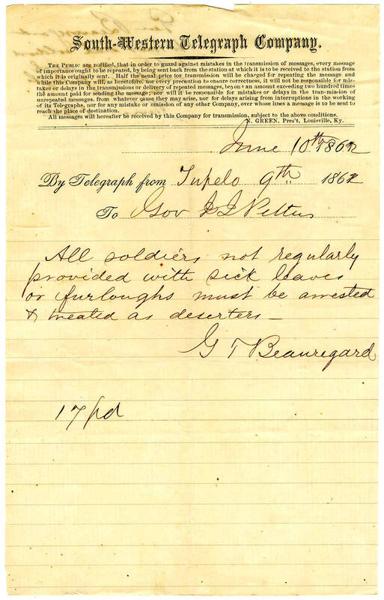 South-Western Telegraph Company.
THE PUBLIC are notified, that in order to guard against mistakes in the transmission of messages, every message
of importance ought to be repeated, by being sent back from the station at which it is to be received to the station from
which it is originally sent. Half the usual price for transmission will be charged for repeating the message and
while this Company will, as heretofore, use every precaution to ensure correctness, it will not be responsible for mis-
takes or delays in the transmission or delivery of repeated messages, beyond an amount exceeding two hundred times
the amount paid for sending the message; nor will it be responsible for mistakes or delays in the transmission of
unrepeated messages, from whatever cause they may arise, nor for delays arising from interruptions in the working
of its Telegraphs, nor for any mistake or omission of any other Company, over whose lines a message is to be sent to
reach the place of destination.
All messages will hereafter be received by this Company for transmission, subject to the above conditions.
N. GREEN, Pres't, Louisville, Ky.
June 10th 1862
By Telegraph from Tupelo 9th 1862
To Gov J J Pettus
All soldiers not regularly
provided with sick leaves
or furloughs must be arrested
& treated as deserters—
G T Beauregard
17 pd